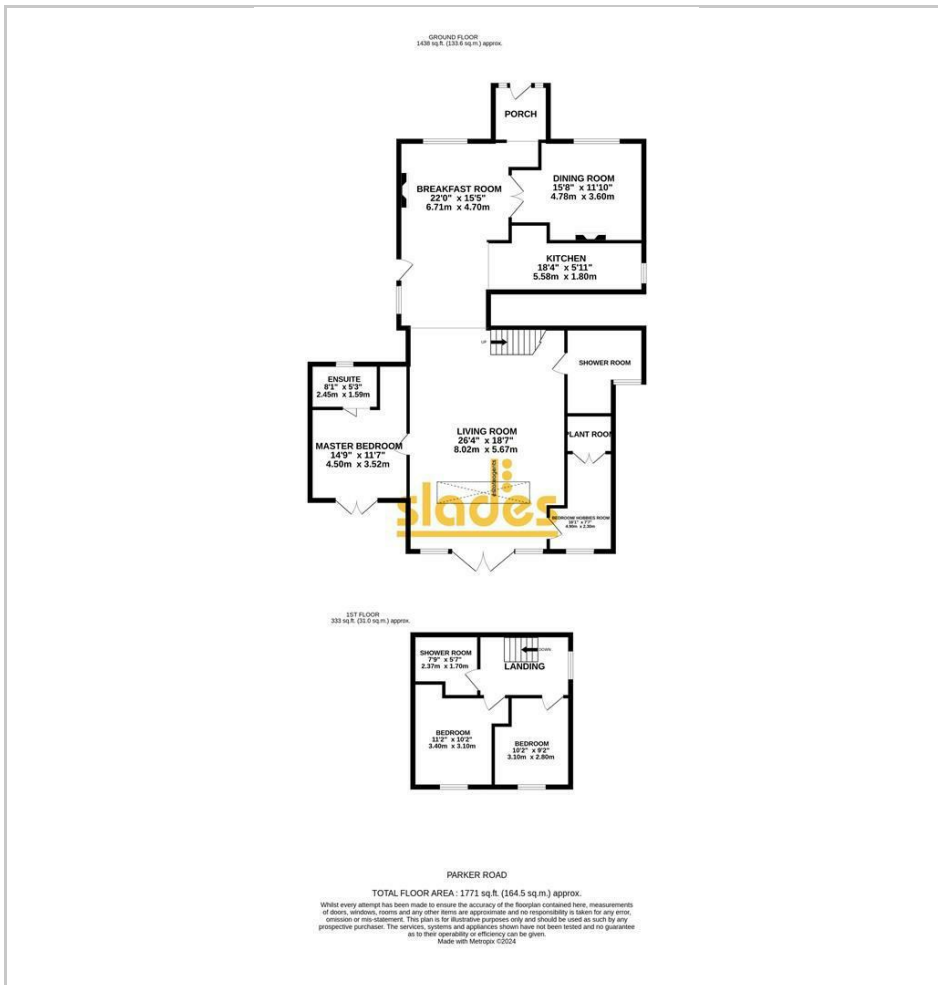 GROUND FLOOR
1438 sq.ft. (133.6 sq.m.) approx.
PORCH
BREAKFAST ROOM
22'0" x 15'5"
6.71m x 4.70m
DINING ROOM
15'8" x 11'10"
4.78m x 3.60m
KITCHEN
18'4" x 5'11"
5.58m x 1.80m
UP
SHOWER ROOM
ENSUITE
8'1" x 5'3"
2.45m x 1.59m
MASTER BEDROOM
14'9" x 11'7"
4.50m x 3.52m
LIVING ROOM
26'4" x 18'7"
8.02m x 5.67m
PLANT ROOM
estateagents
slades
BEDROOM/HOBBIES ROOM
1ST FLOOR
333 sq.ft. (31.0 sq.m.) approx.
SHOWER ROOM
7'9" x 5'7"
2.37m x 1.70m
DOWN
LANDING
BEDROOM
11'2" x 10'2"
3.40m x 3.10m
BEDROOM
10'2" x 9'2"
3.10m x 2.80m
PARKER ROAD
TOTAL FLOOR AREA : 1771 sq.ft. (164.5 sq.m.) approx.
Whilst every attempt has been made to ensure the accuracy of the floorplan contained here, measurements
of doors, windows, rooms and any other items are approximate and no responsibility is taken for any error,
omission or mis-statement. This plan is for illustrative purposes only and should be used as such by any
prospective purchaser. The services, systems and appliances shown have not been tested and no guarantee
as to their operability or efficiency can be given.
Made with Metropix ©2024